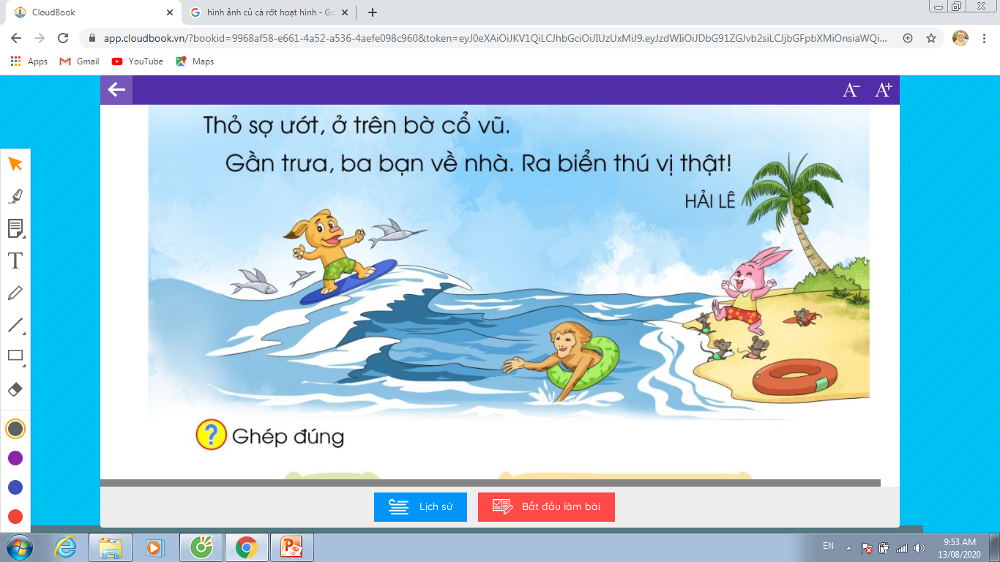 CloudBook
hình ảnh củ cà rốt hoạt hình - Go
app.cloudbook.vn/?bookid=9968af58-e661-4a52-a536-4aefe098c960&token=eyJ0eXAiOiJKV1QiLCJhbGciOiJIUzUxMiJ9.eyJzdWIiOiJDbG91ZGJvb2siLCJjbGFpbXMiOnsiaWQi...
Apps Gmail YouTube Maps
A- A+
Thỏ sợ ướt, ở trên bờ cổ vũ.
Gần trưa, ba bạn về nhà. Ra biển thú vị thật!
HẢI LÊ
T
? Ghép đúng
Lịch sử Bắt đầu làm bài
EN
9:53 AM
13/08/2020